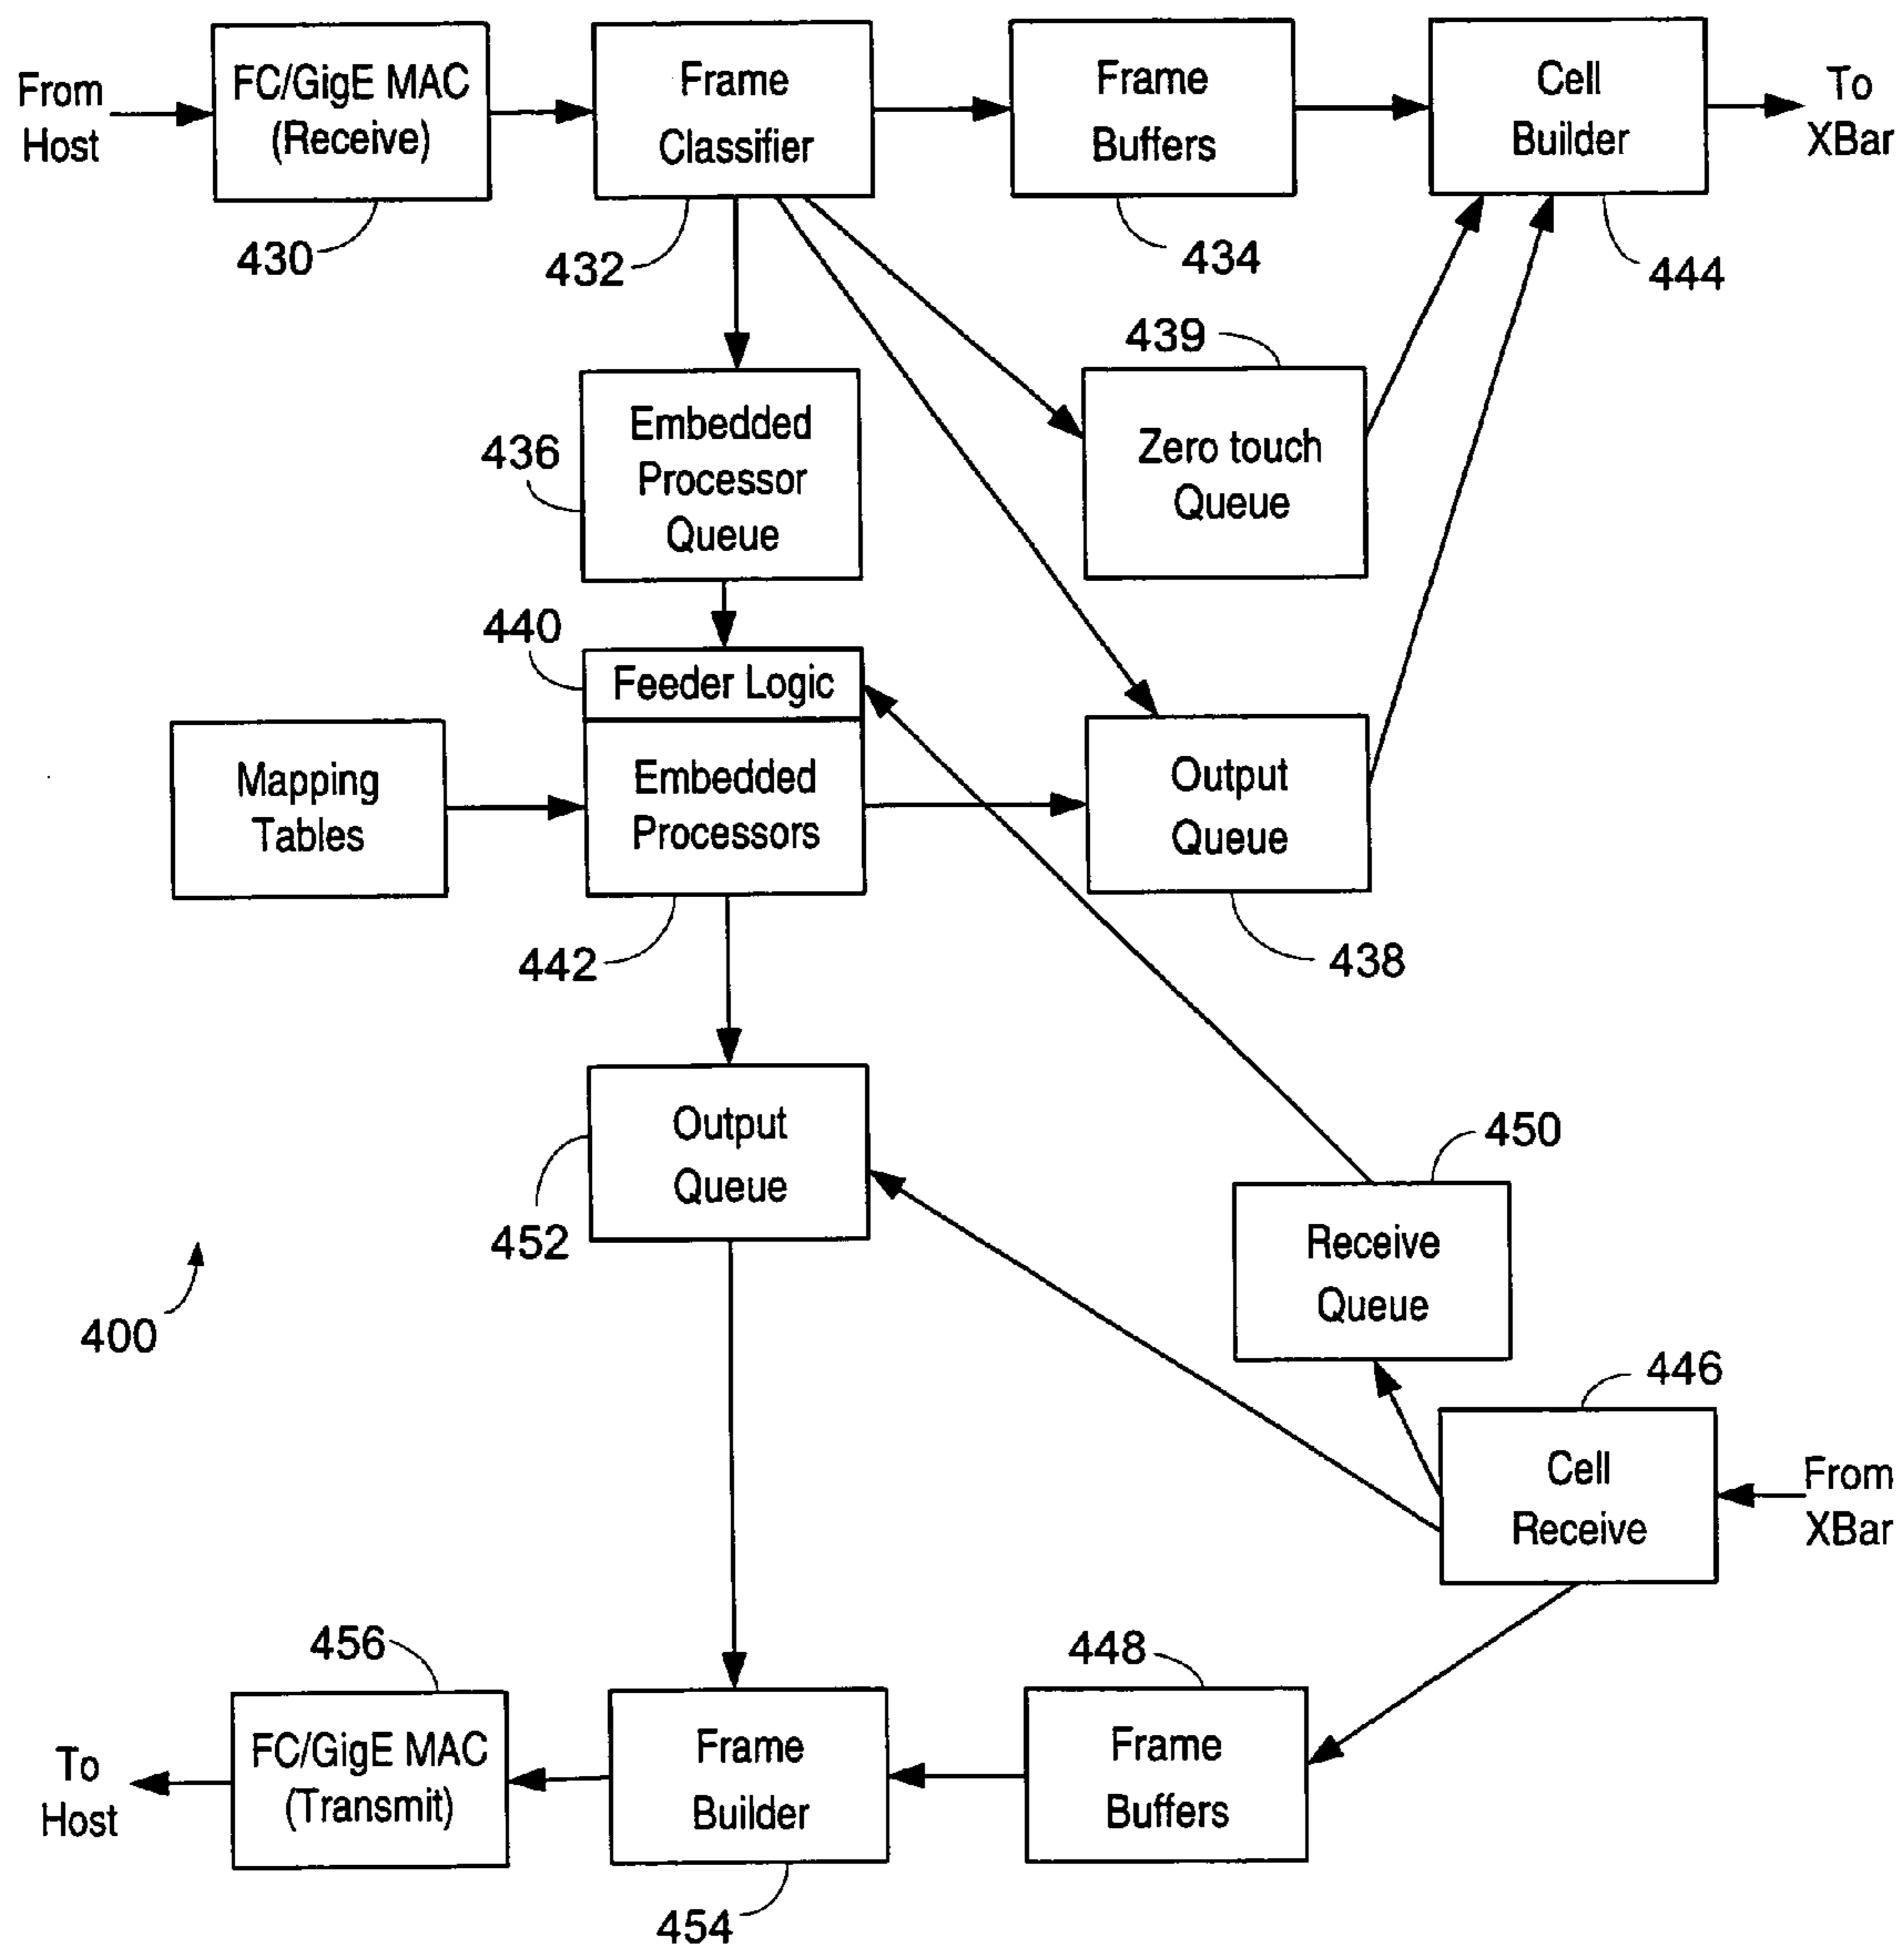 From
Host
FC/GigE MAC
(Receive)
430
Frame
Classifier
432
Frame
Buffers
434
Cell
Builder
444
To
XBar
439
Zero touch
Queue
436
Embedded
Processor
Queue
440
Feeder Logic
Mapping
Tables
Embedded
Processors
442
Output
Queue
438
Output
Queue
452
450
Receive
Queue
400
446
Cell
Receive
From
XBar
456
FC/GigE MAC
(Transmit)
To
Host
Frame
Builder
454
448
Frame
Buffers